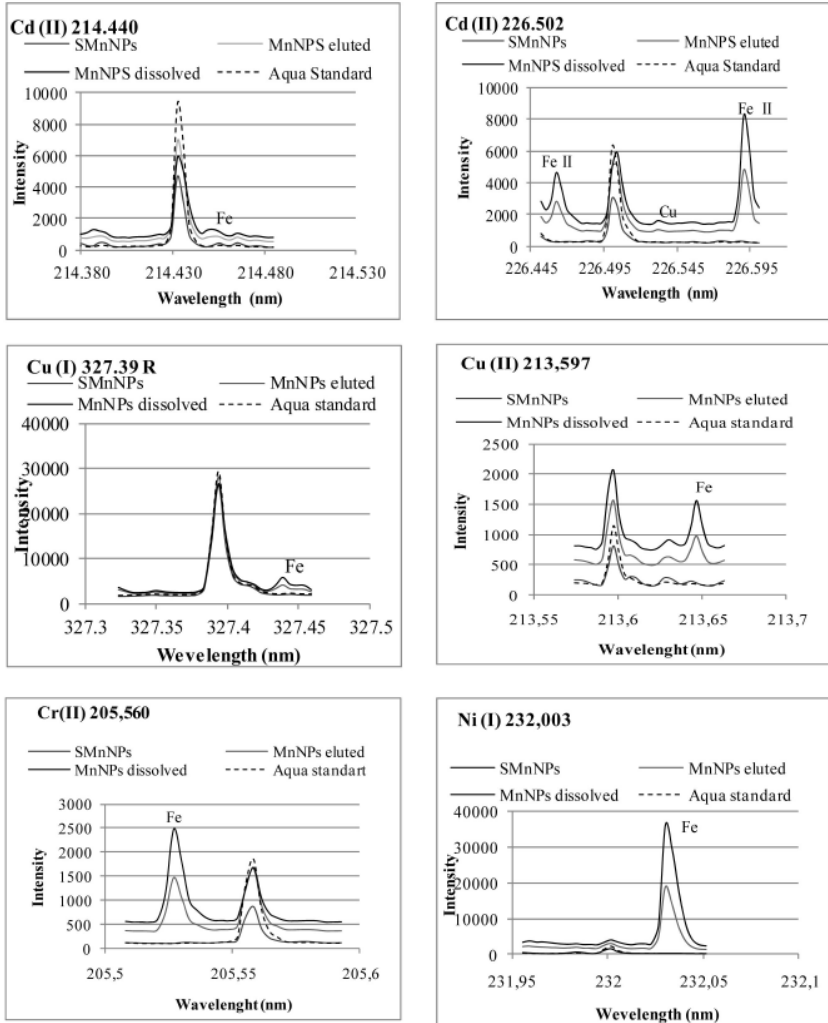 Cd (II) 214.440
SMnNPs MnNPS eluted
MnNPS dissolved Aqua Standard
10000
8000
6000
4000
2000
0
Intensity
Fe
214.380 214.430 214.480 214.530
Wavelength (nm)
Cd (II) 226.502
SMnNPs MnNPS eluted
MnNPS dissolved Aqua Standard
10000
8000
6000
4000
2000
0
Intensity
Fe II
Fe II
Cu
226.445 226.495 226.545 226.595
Wavelength (nm)
Cu (I) 327.39 R
SMnNPs MnNPs eluted
MnNPs dissolved Aqua standard
40000
30000
20000
10000
0
Intensity
Fe
327.3 327.35 327.4 327.45 327.5
Wevelength (nm)
Cu (II) 213,597
SMnNPs MnNPs eluted
MnNPs dissolved Aqua standard
2500
2000
1500
1000
500
0
Intensity
Fe
213,55 213,6 213,65 213,7
Wavelenght (nm)
Cr(II) 205,560
SMnNPs MnNPs eluted
MnNPs dissolved Aqua standart
3000
2500
2000
1500
1000
500
0
Intensity
Fe
205,5 205,55 205,6
Wavelenght (nm)
Ni (I) 232,003
SMnNPs MnNPs eluted
MnNPs dissolved Aqua standard
40000
30000
20000
10000
0
Intensity
Fe
231,95 232 232,05 232,1
Wevelength (nm)